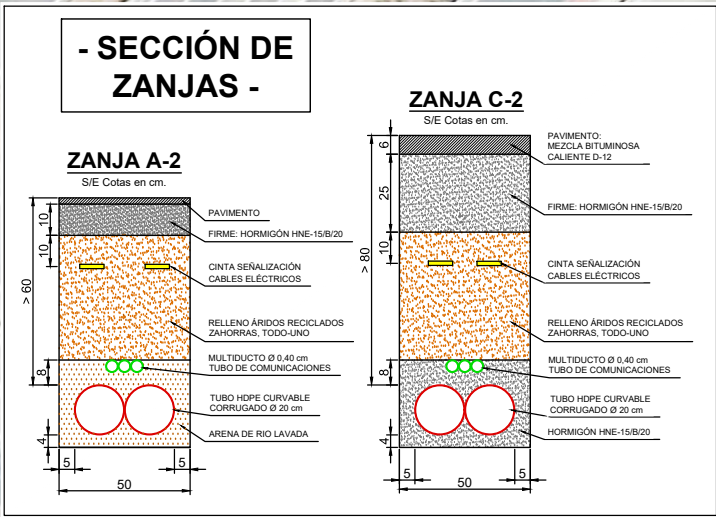 - SECCIÓN DE
ZANJAS -
ZANJA A-2
S/E Cotas en cm.
PAVIMENTO
FIRME: HORMIGÓN HNE-15/B/20
CINTA SEÑALIZACIÓN
CABLES ELÉCTRICOS
RELLENO ÁRIDOS RECICLADOS
ZAHORRAS, TODO-UNO
MULTIDUCTO Ø 0,40 cm
TUBO DE COMUNICACIONES
TUBO HDPE CURVABLE
CORRUGADO Ø 20 cm
ARENA DE RIO LAVADA
10
10
> 60
8
4
5
5
50
ZANJA C-2
S/E Cotas en cm.
PAVIMENTO:
MEZCLA BITUMINOSA
CALIENTE D-12
FIRME: HORMIGÓN HNE-15/B/20
CINTA SEÑALIZACIÓN
CABLES ELÉCTRICOS
RELLENO ÁRIDOS RECICLADOS
ZAHORRAS, TODO-UNO
MULTIDUCTO Ø 0,40 cm
TUBO DE COMUNICACIONES
TUBO HDPE CURVABLE
CORRUGADO Ø 20 cm
HORMIGÓN HNE-15/B/20
6
25
10
> 80
8
4
5
5
50